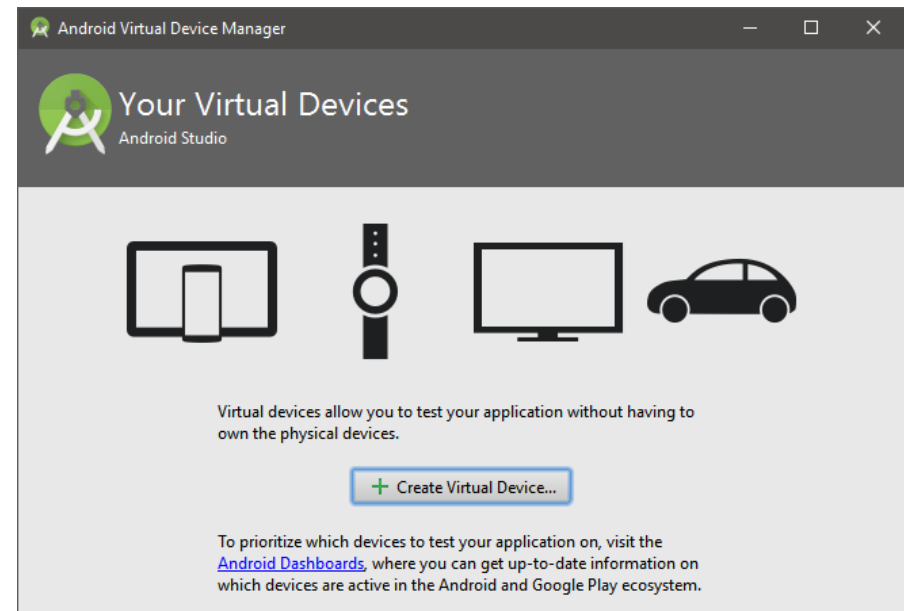 Android Virtual Device Manager
Your Virtual Devices
Android Studio
Virtual devices allow you to test your application without having to
own the physical devices.
Create Virtual Device...
To prioritize which devices to test your application on, visit the
Android Dashboards, where you can get up-to-date information on
which devices are active in the Android and Google Play ecosystem.